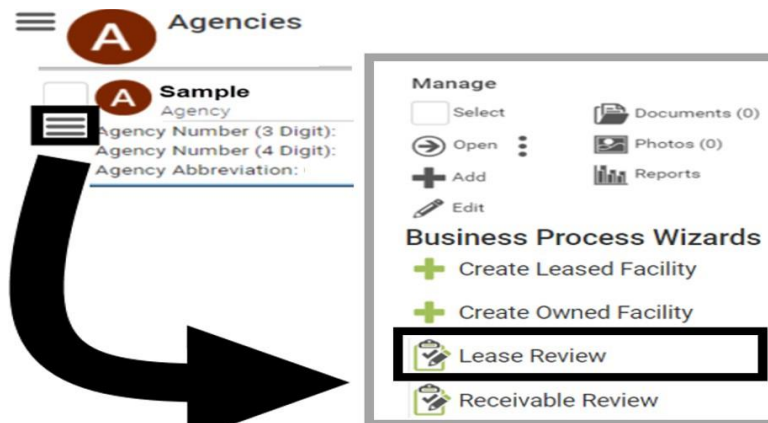 A Agencies
A Sample
Agency
Agency Number (3 Digit):
Agency Number (4 Digit):
Agency Abbreviation:
Manage
Select Documents (0)
Open Photos (0)
Add Reports
Edit
Business Process Wizards
Create Leased Facility
Create Owned Facility
Lease Review
Receivable Review